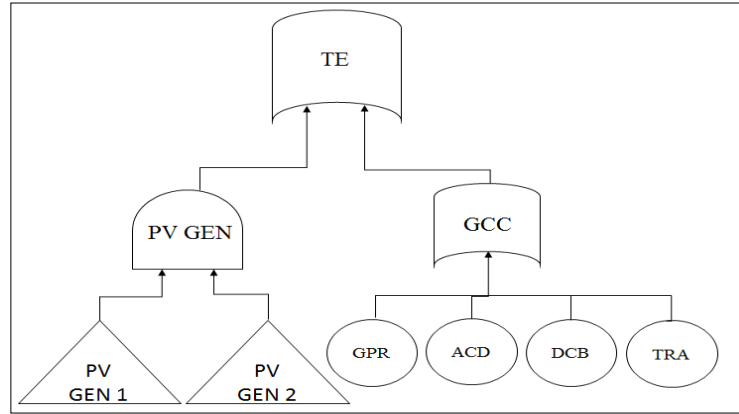 TE
PV GEN
GCC
PV
GEN 1
PV
GEN 2
GPR
ACD
DCB
TRA